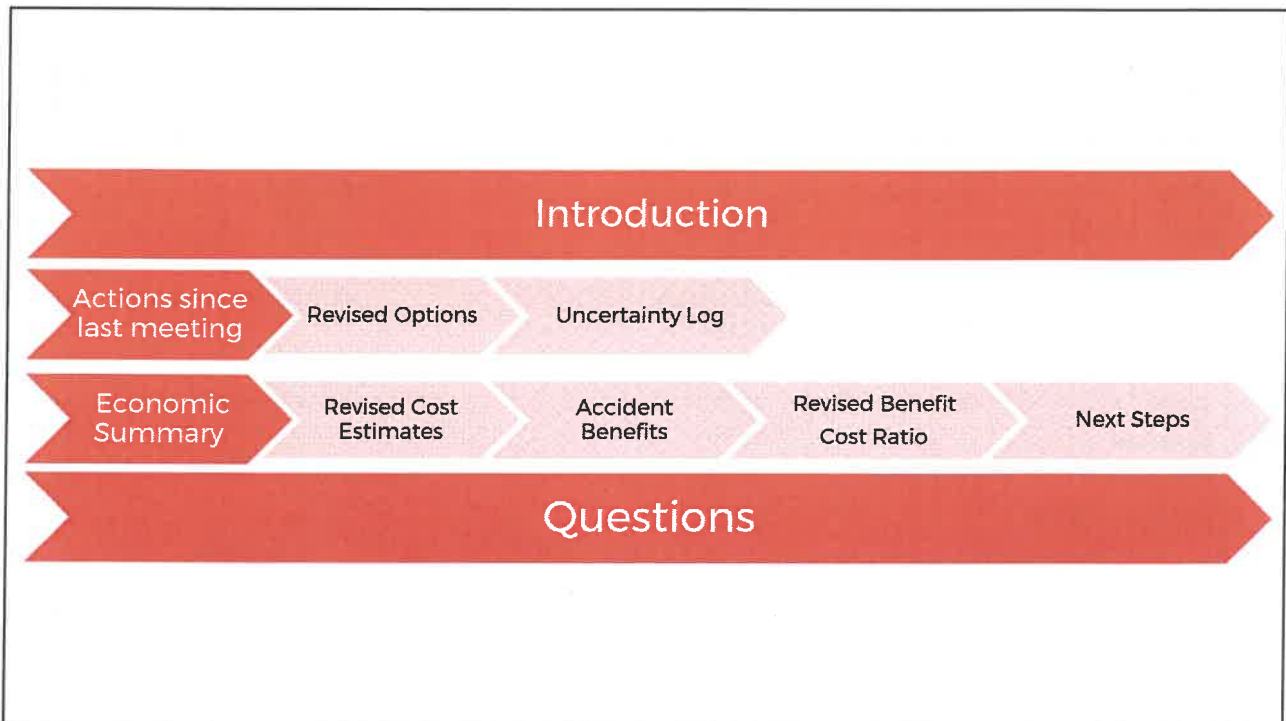 Introduction
Actions since
last meeting
Revised Options
Uncertainty Log
Economic
Summary
Revised Cost
Estimates
Accident
Benefits
Revised Benefit
Cost Ratio
Next Steps
Questions